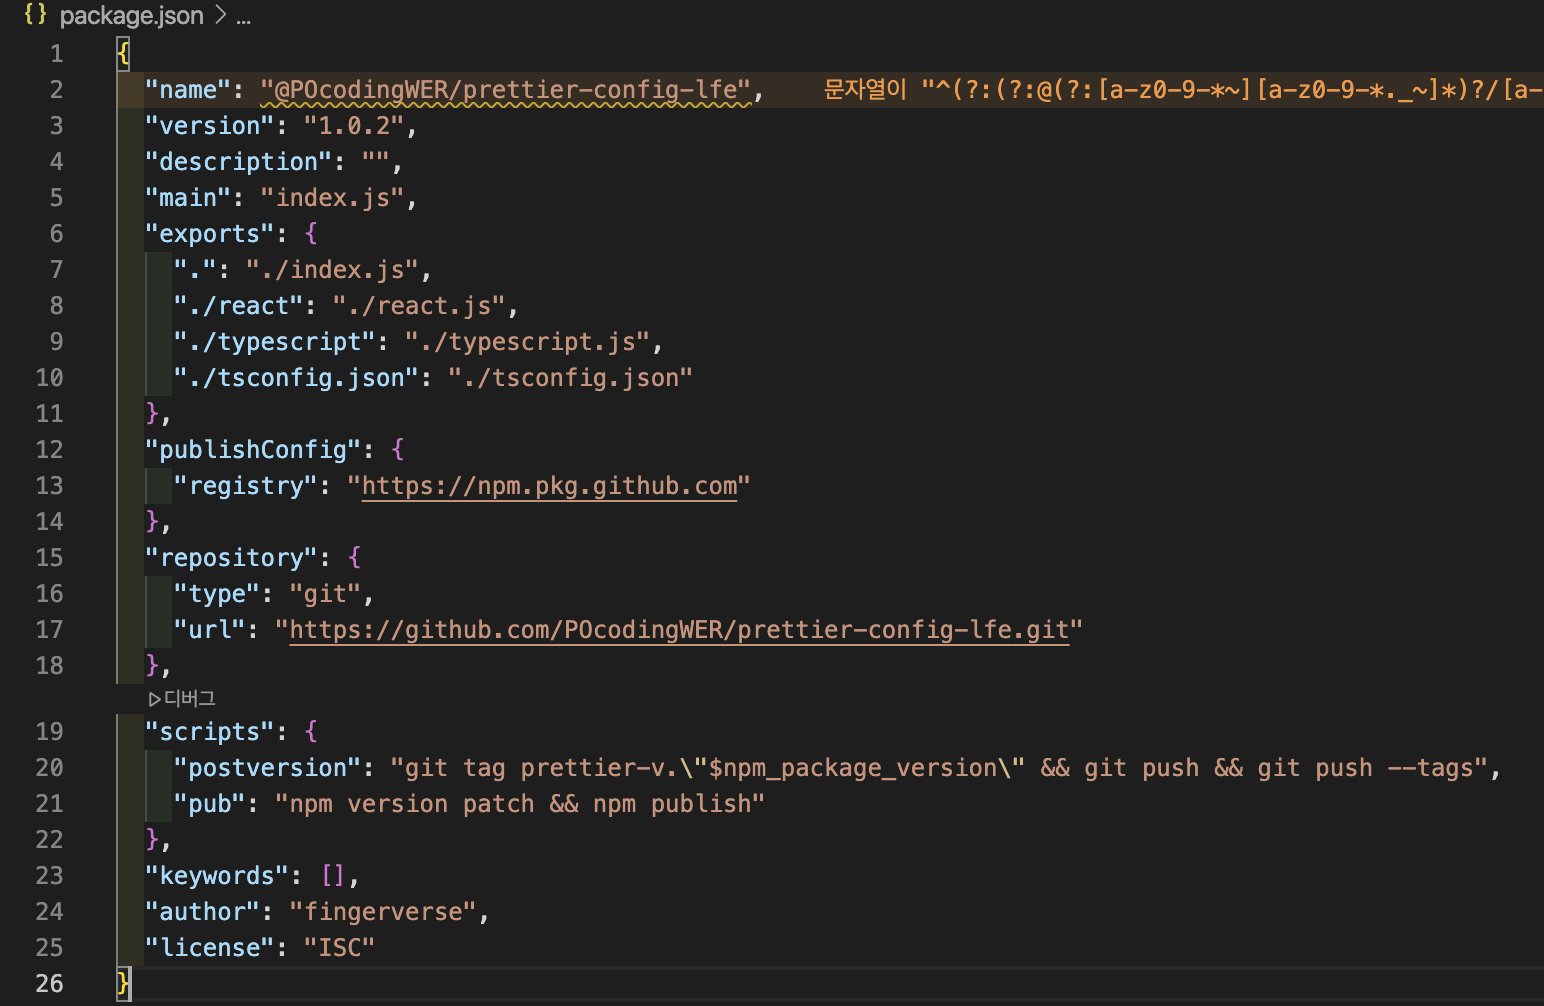 {} package.json > ...
1 {
2 "name": "@POcodingWER/prettier-config-lfe", 문자열이 "^(?:(?:@(?:[a-z0-9-*~][a-z0-9-*._~]*)?/[a-
3 "version": "1.0.2",
4 "description": "",
5 "main": "index.js",
6 "exports": {
7 ".": "./index.js",
8 "./react": "./react.js",
9 "./typescript": "./typescript.js",
10 "./tsconfig.json": "./tsconfig.json"
11 },
12 "publishConfig": {
13 "registry": "https://npm.pkg.github.com"
14 },
15 "repository": {
16 "type": "git",
17 "url": "https://github.com/POcodingWER/prettier-config-lfe.git"
18 },
▷디버그
19 "scripts": {
20 "postversion": "git tag prettier-v.\"$npm_package_version\" && git push && git push --tags",
21 "pub": "npm version patch && npm publish"
22 },
23 "keywords": [],
24 "author": "fingerverse",
25 "license": "ISC"
26 }